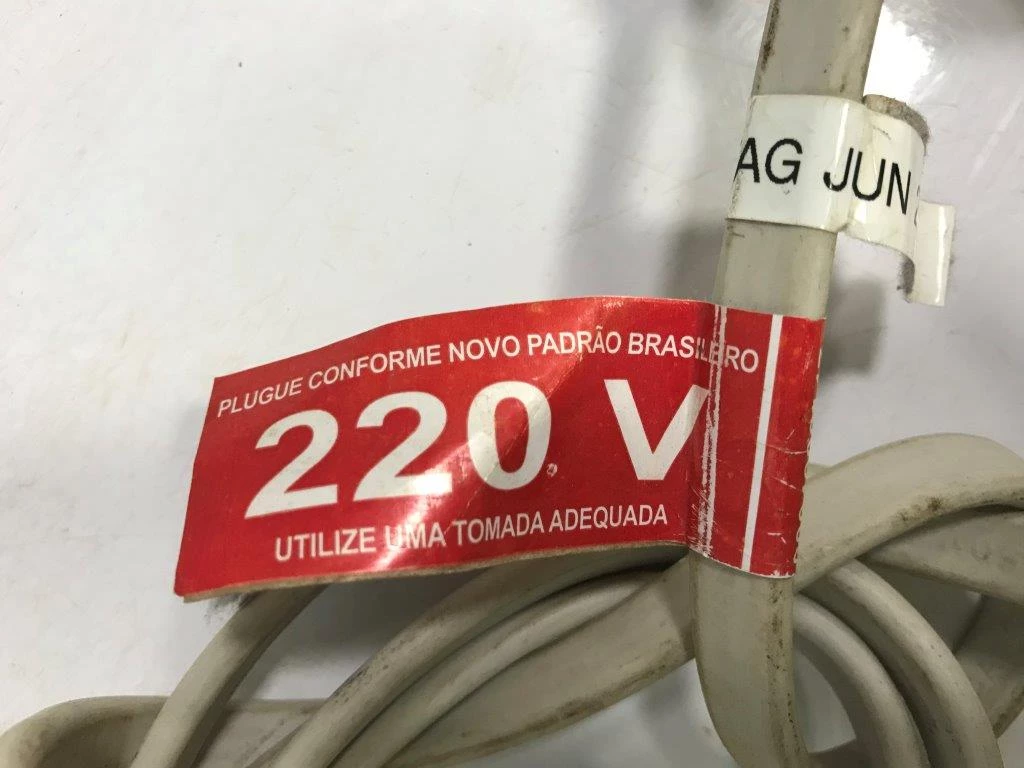 AG JUN
PLUGUE CONFORME NOVO PADRÃO BRASILEIRO
220 V
UTILIZE UMA TOMADA ADEQUADA